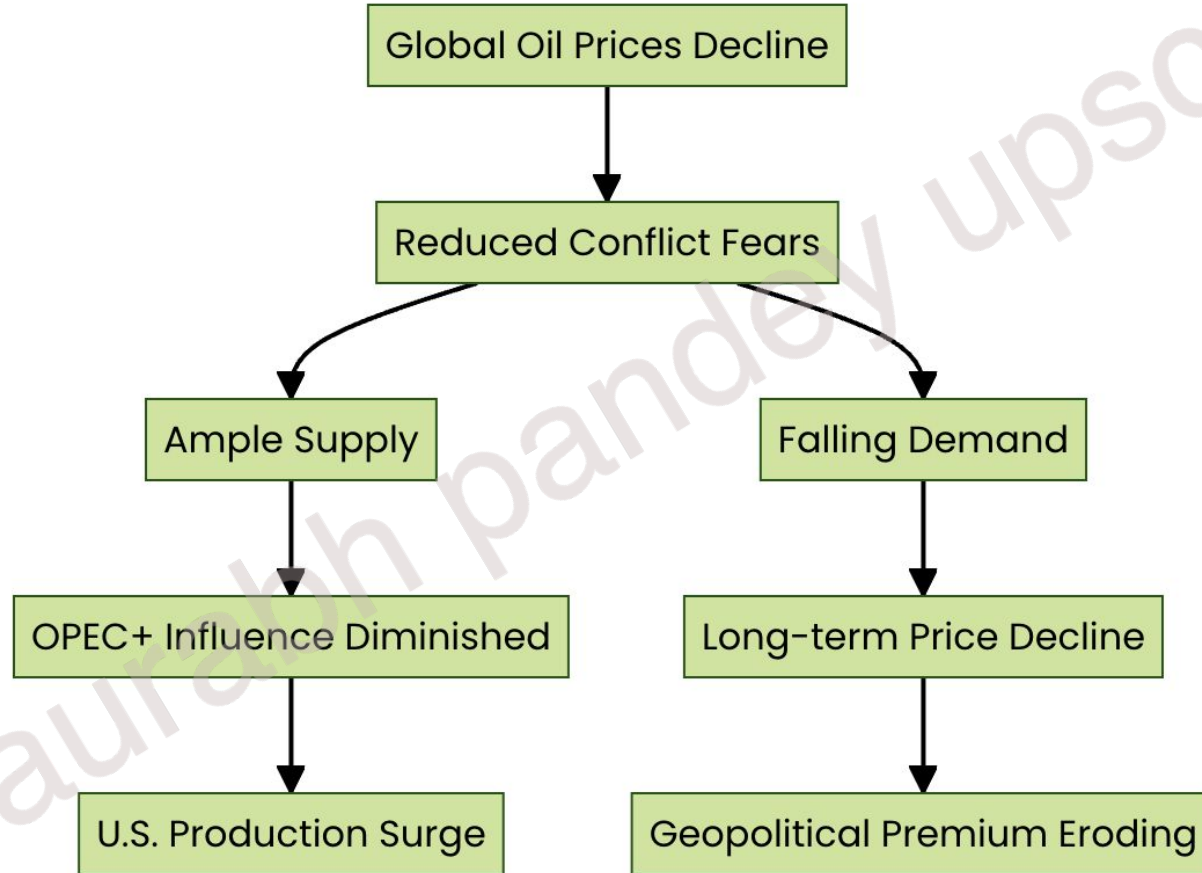 Global Oil Prices Decline
Reduced Conflict Fears
Ample Supply
Falling Demand
OPEC+ Influence Diminished
Long-term Price Decline
U.S. Production Surge
Geopolitical Premium Eroding
aurabh pandey upsc